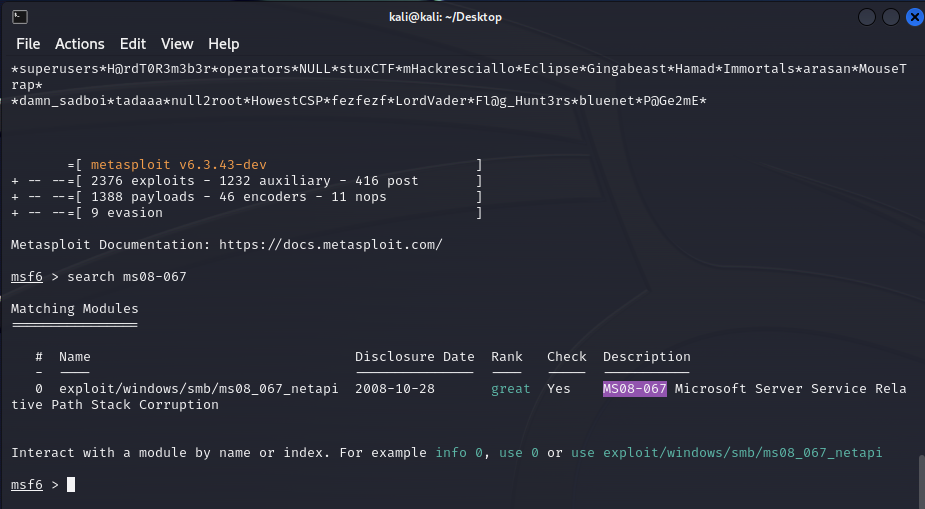 kali@kali: ~/Desktop
File Actions Edit View Help
*superusers*H@rdT0R3m3b3r*operators*NULL*stuxCTF*mHackresciallo*Eclipse*Gingabeast*Hamad*Immortals*arasan*MouseT
rap*
*damn_sadboi*tadaaa*null2root*HowestCSP*fezfezf*LordVader*Fl@g_Hunt3rs*bluenet*P@Ge2mE*
=[ metasploit v6.3.43-dev ]
+ -- --=[ 2376 exploits - 1232 auxiliary - 416 post ]
+ -- --=[ 1388 payloads - 46 encoders - 11 nops ]
+ -- --=[ 9 evasion ]
Metasploit Documentation: https://docs.metasploit.com/
msf6 > search ms08-067
Matching Modules
================
# Name Disclosure Date Rank Check Description
- ---- --------------- ---- ----- -----------
0 exploit/windows/smb/ms08_067_netapi 2008-10-28 great Yes MS08-067 Microsoft Server Service Rela
tive Path Stack Corruption
Interact with a module by name or index. For example info 0, use 0 or use exploit/windows/smb/ms08_067_netapi
msf6 >